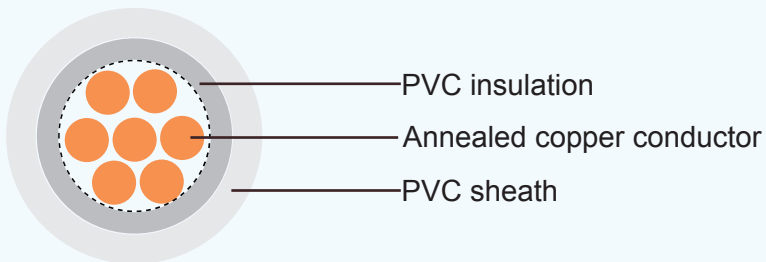 PVC insulation
Annealed copper conductor
PVC sheath